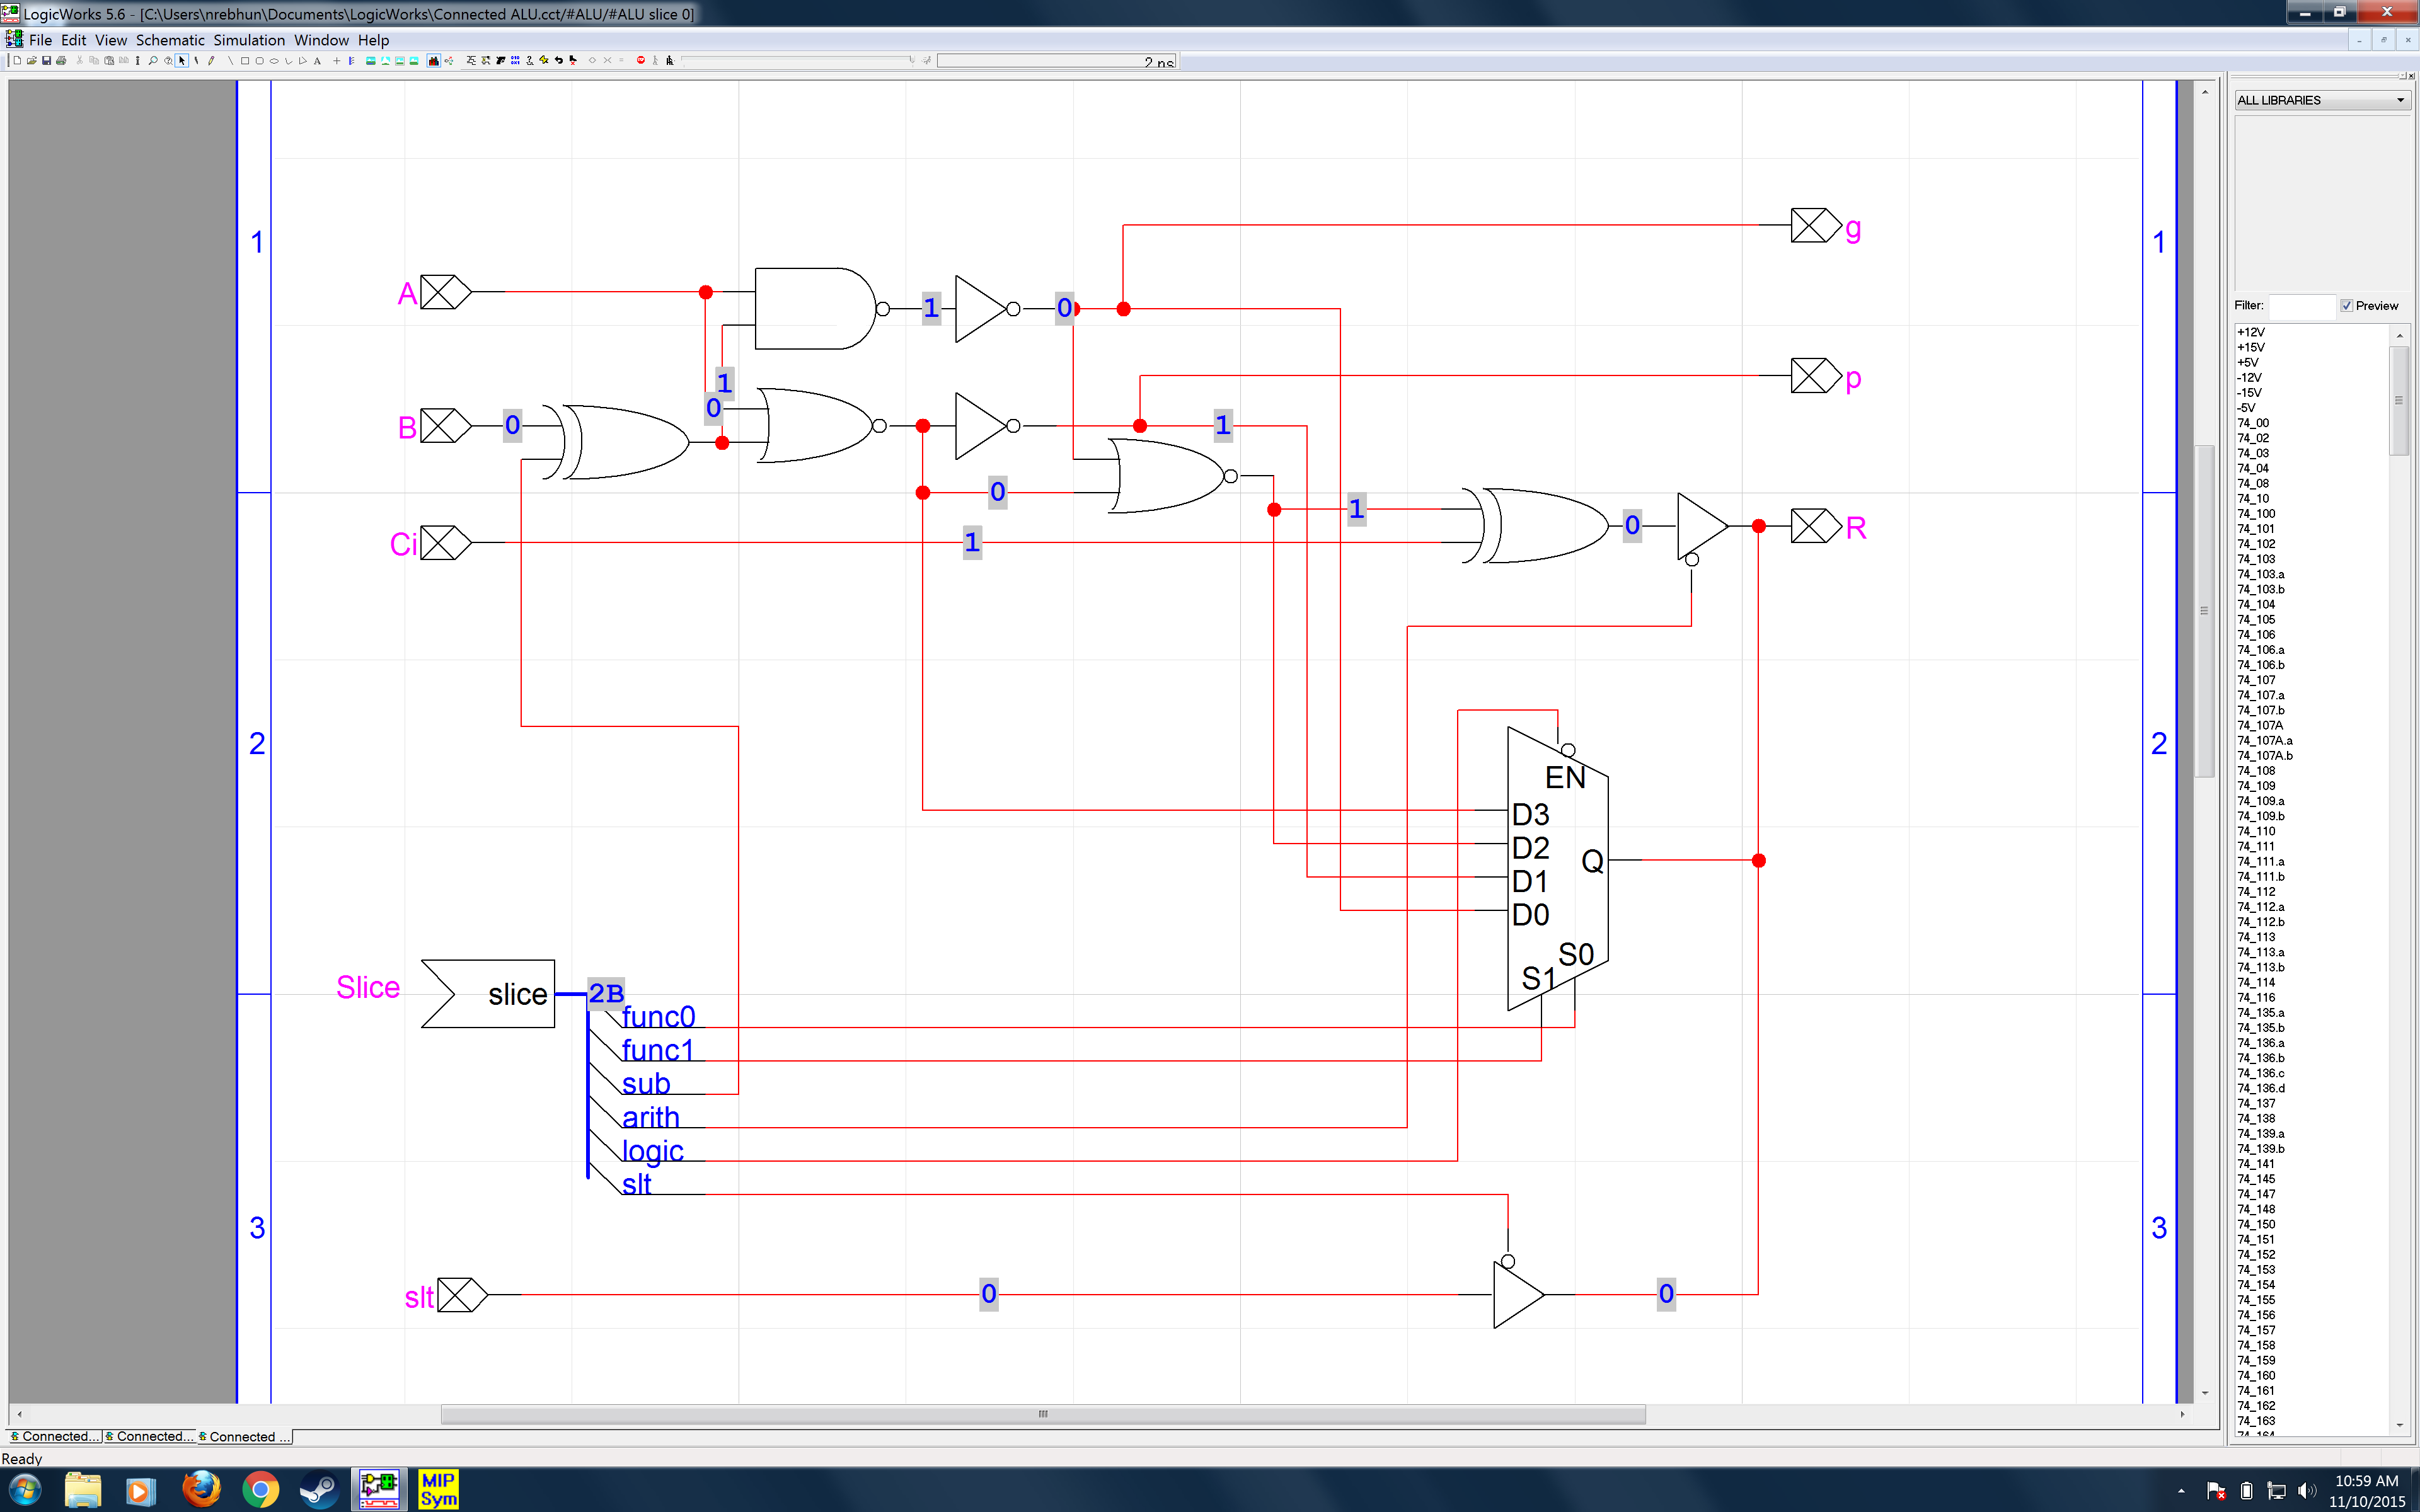 LogicWorks 5.6 - [C:\Users\nrebhun\Documents\LogicWorks\Connected ALU.cct/#ALU/#ALU slice 0]
File Edit View Schematic Simulation Window Help
2 ns
ALL LIBRARIES
Filter:
Preview
+12V
+15V
+5V
-12V
-15V
-5V
74_00
74_02
74_03
74_04
74_08
74_10
74_100
74_101
74_102
74_103
74_103.a
74_103.b
74_104
74_105
74_106
74_106.a
74_106.b
74_107
74_107.a
74_107.b
74_107A
74_107A.a
74_107A.b
74_108
74_109
74_109.a
74_109.b
74_110
74_111
74_111.a
74_111.b
74_112
74_112.a
74_112.b
74_113
74_113.a
74_113.b
74_114
74_116
74_135.a
74_135.b
74_136.a
74_136.b
74_136.c
74_136.d
74_137
74_138
74_139.a
74_139.b
74_141
74_145
74_147
74_148
74_150
74_151
74_152
74_153
74_154
74_155
74_156
74_157
74_158
74_159
74_160
74_161
74_162
74_163
74_164
1
1
g
A
1
0
p
1
0
B
0
1
0
1
R
0
Ci
1
2
2
EN
D3
D2
Q
D1
D0
S0
S1
Slice
slice
2B
func0
func1
sub
arith
logic
slt
3
3
slt
0
0
Connected...
Connected...
Connected ...
Ready
MIP
Sym
10:59 AM
11/10/2015